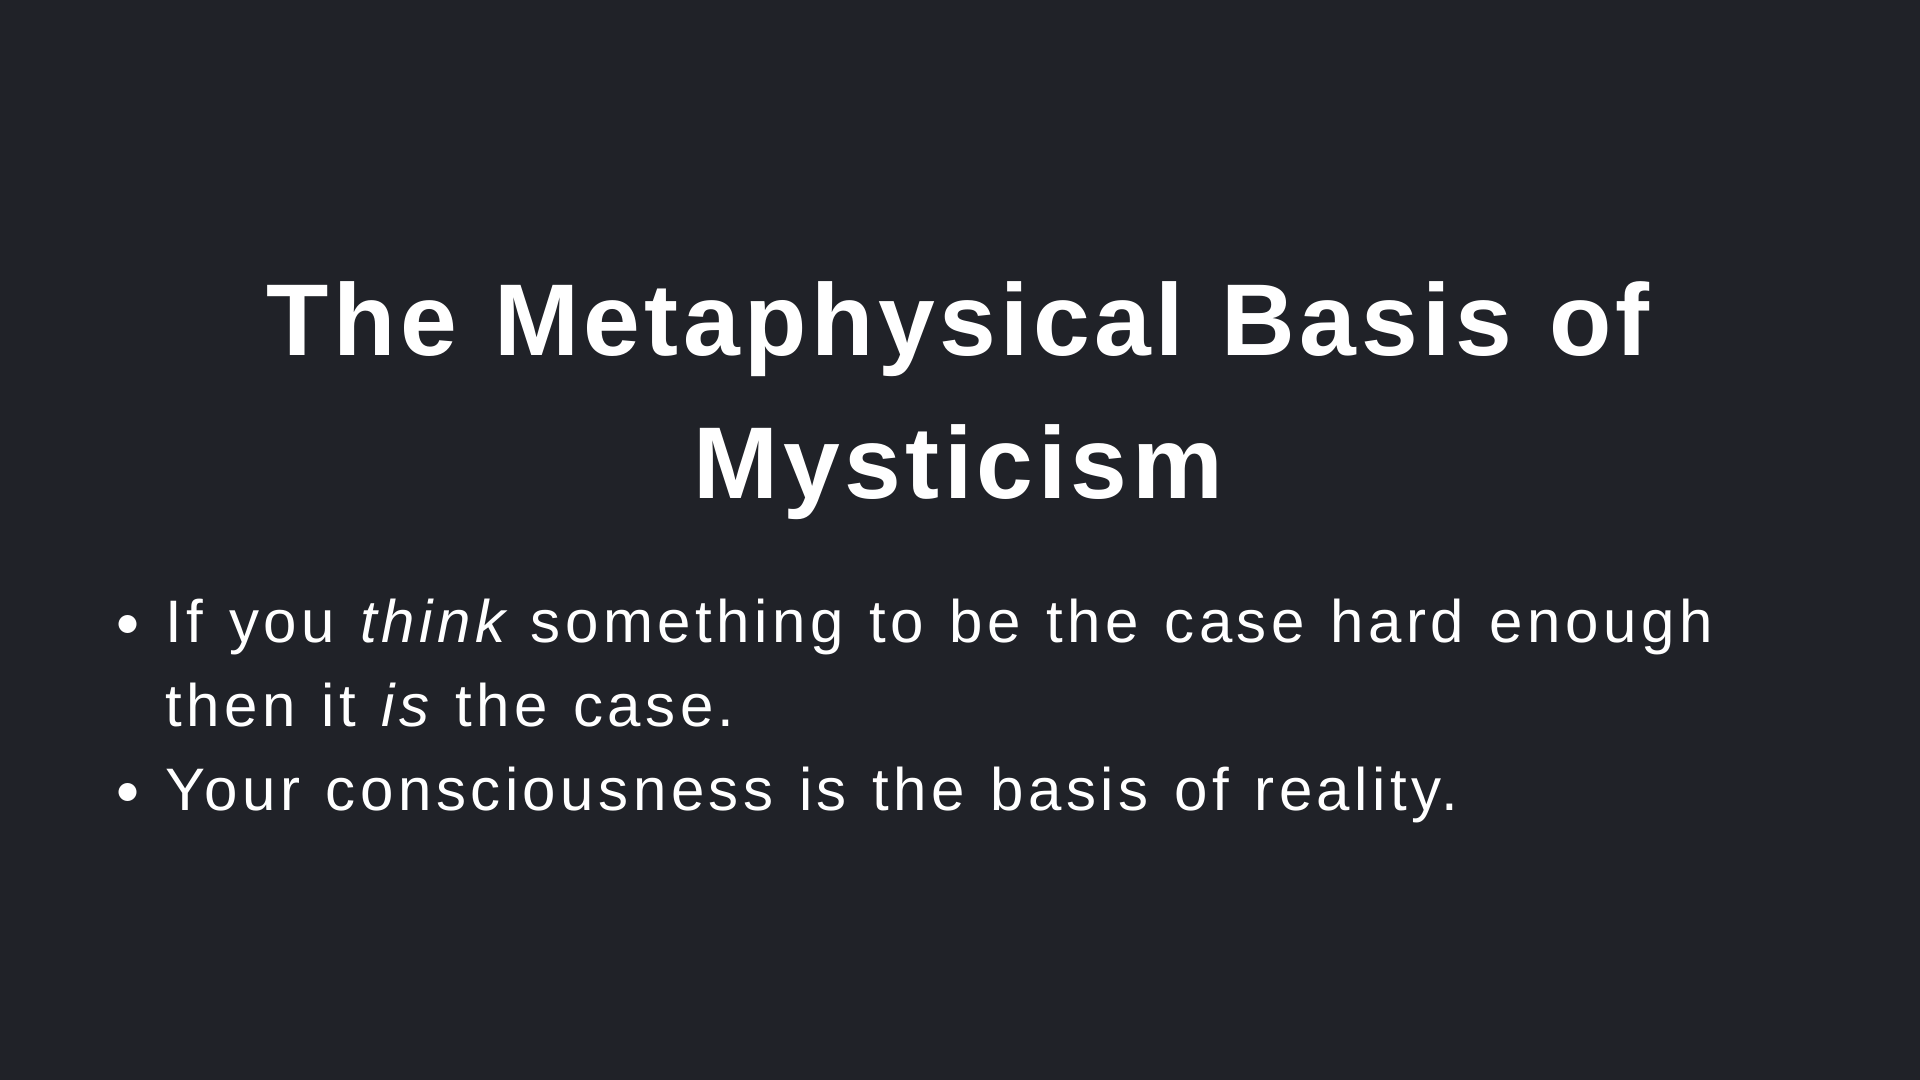 The Metaphysical Basis of
Mysticism
• If you think something to be the case hard enough
then it is the case.
• Your consciousness is the basis of reality.